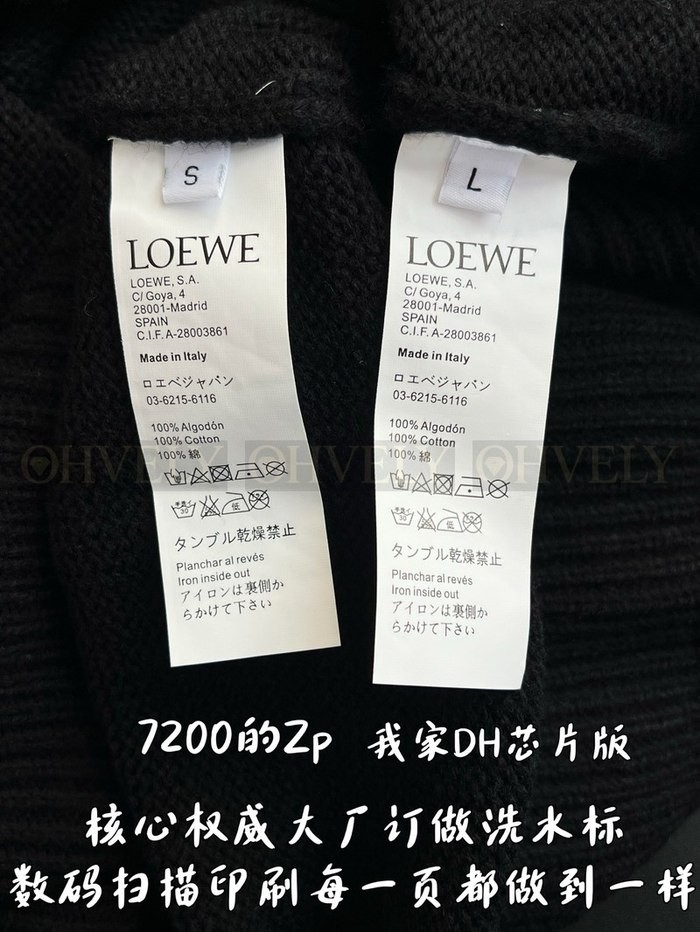 S
LOEWE
LOEWE, S.A.
C/ Goya, 4
28001-Madrid
SPAIN
C.I.F. A-28003861
Made in Italy
ロエベジャパン
03-6215-6116
100% Algodón
100% Cotton
100% 綿
タンブル乾燥禁止
Planchar al revés
Iron inside out
アイロンは裏側か
らかけて下さい
L
LOEWE
LOEWE, S.A.
C/ Goya, 4
28001-Madrid
SPAIN
C.I.F. A-28003861
Made in Italy
ロエベジャパン
03-6215-6116
100% Algodón
100% Cotton
100% 綿
タンブル乾燥禁止
Planchar al revés
Iron inside out
アイロンは裏側か
らかけて下さい
OHVELY OHVELY OHVELY
7200的Zp 我家DH芯片版
核心权威大厂订做洗水标
数码扫描印刷每一页都做到一样